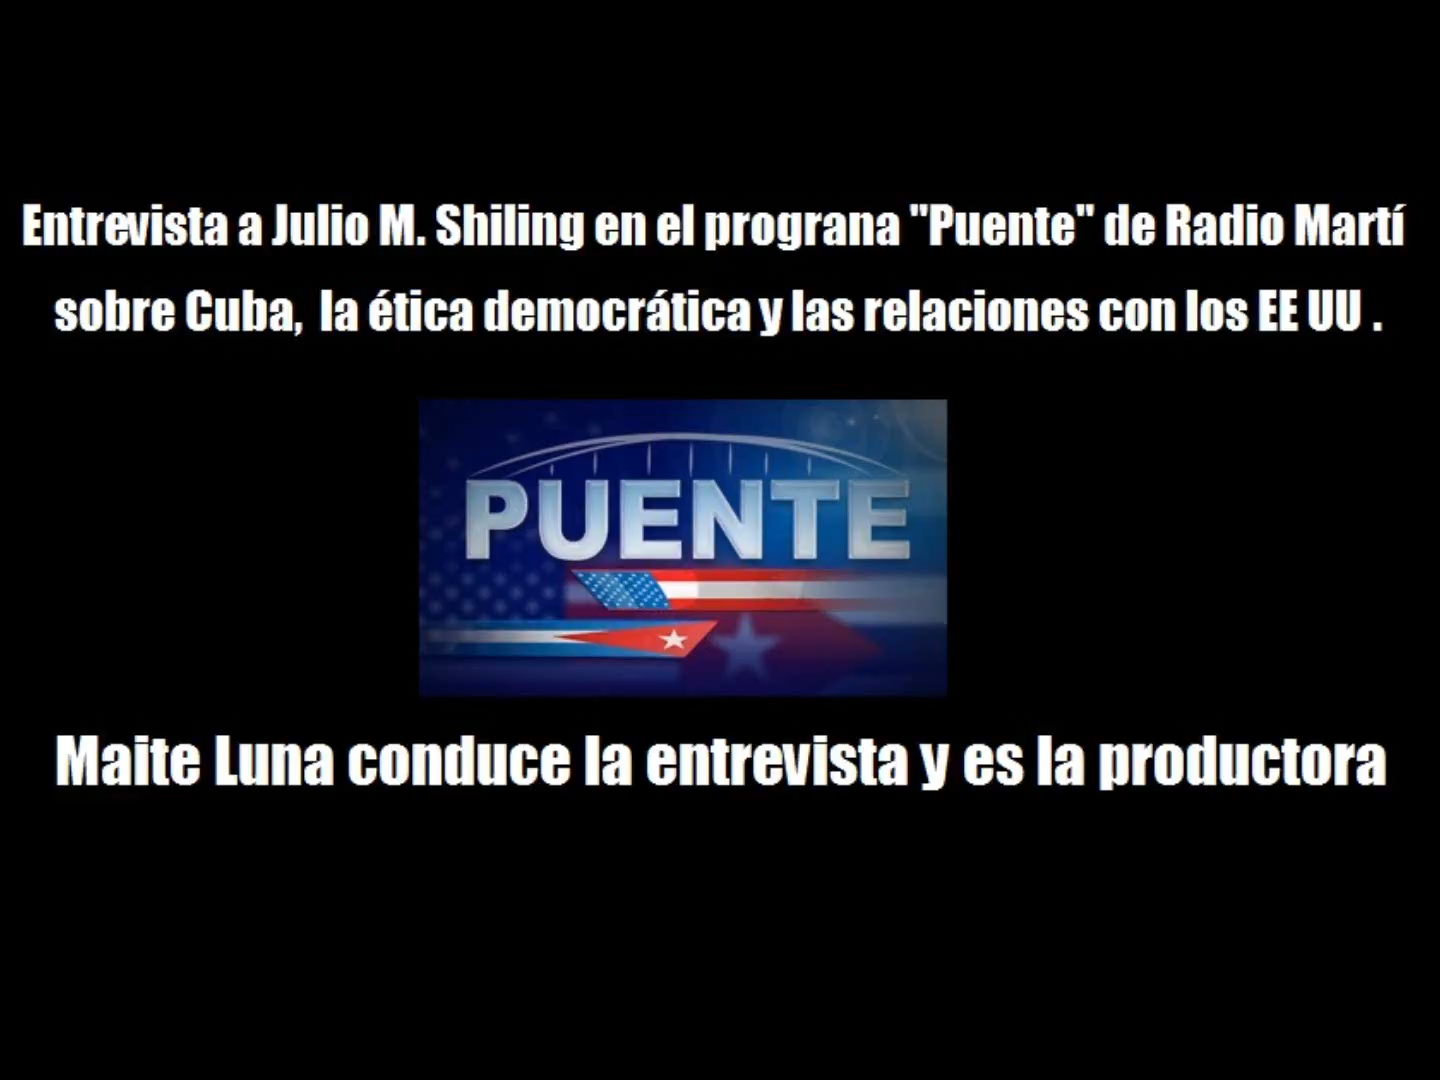 Entrevista a Julio M. Shiling en el prograna "Puente" de Radio Martí
sobre Cuba, la ética democrática y las relaciones con los EE UU .
PUENTE
Maite Luna conduce la entrevista y es la productora